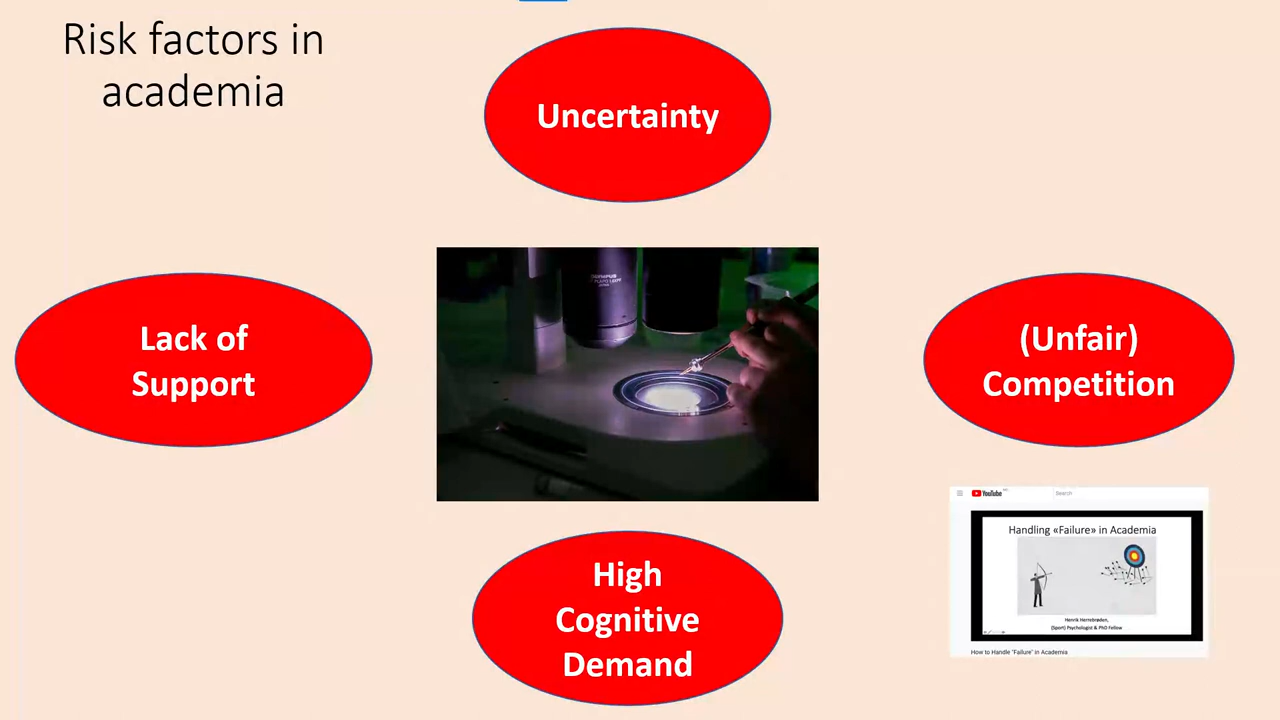 Risk factors in
academia
Uncertainty
Lack of
Support
OLYMPUS
(Unfair)
Competition
High
Cognitive
Demand
YouTube
Search
Handling «Failure» in Academia
Henrik Herrebrøden,
(Sport) Psychologist & PhD Fellow
How to Handle "Failure" in Academia